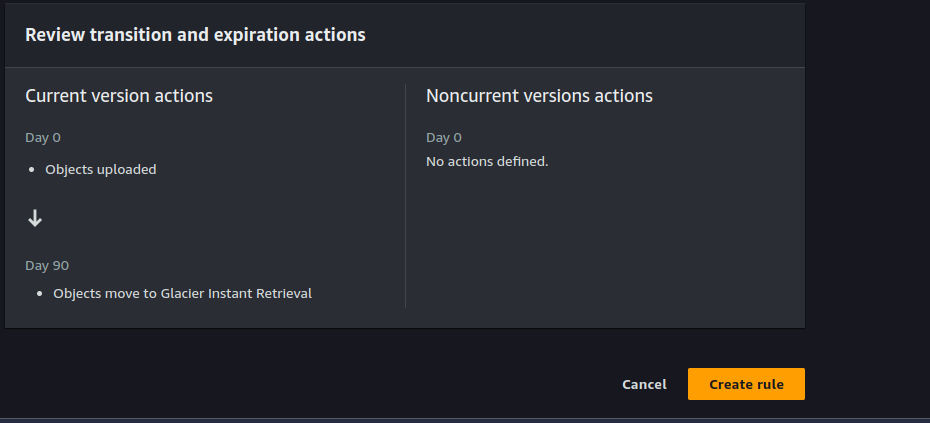 Review transition and expiration actions
Current version actions
Day 0
• Objects uploaded
↓
Day 90
• Objects move to Glacier Instant Retrieval
Noncurrent versions actions
Day 0
No actions defined.
Cancel
Create rule